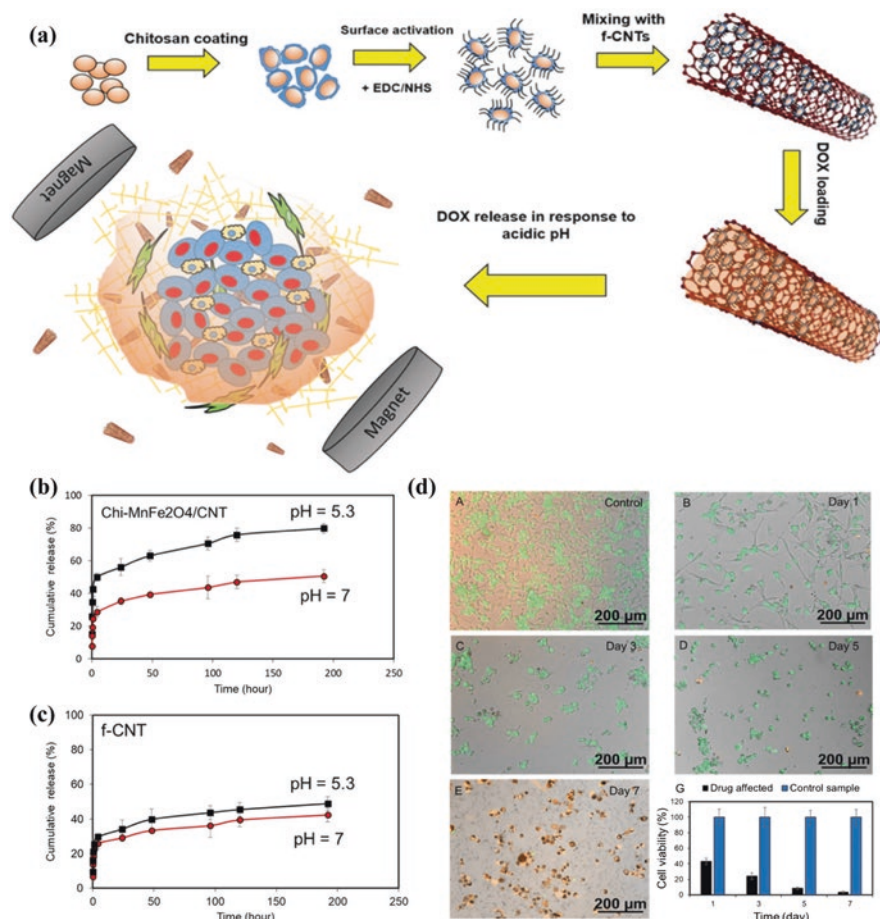 (a)
Chitosan coating
Surface activation
+ EDC/NHS
Mixing with
f-CNTs
DOX loading
DOX release in response to
acidic pH
Magnet
Magnet
(b)
Chi-MnFe2O4/CNT
pH = 5.3
pH = 7
Cumulative release (%)
100
80
60
40
20
0
0 50 100 150 200 250
Time (hour)
(c)
f-CNT
pH = 5.3
pH = 7
Cumulative release (%)
100
80
60
40
20
0
0 50 100 150 200 250
Time (hour)
(d)
A
Control
200 µm
B
Day 1
200 µm
C
Day 3
200 µm
D
Day 5
200 µm
E
Day 7
200 µm
G
Drug affected
Control sample
Cell viability (%)
120
100
80
60
40
20
0
1 3 5 7
Time (day)